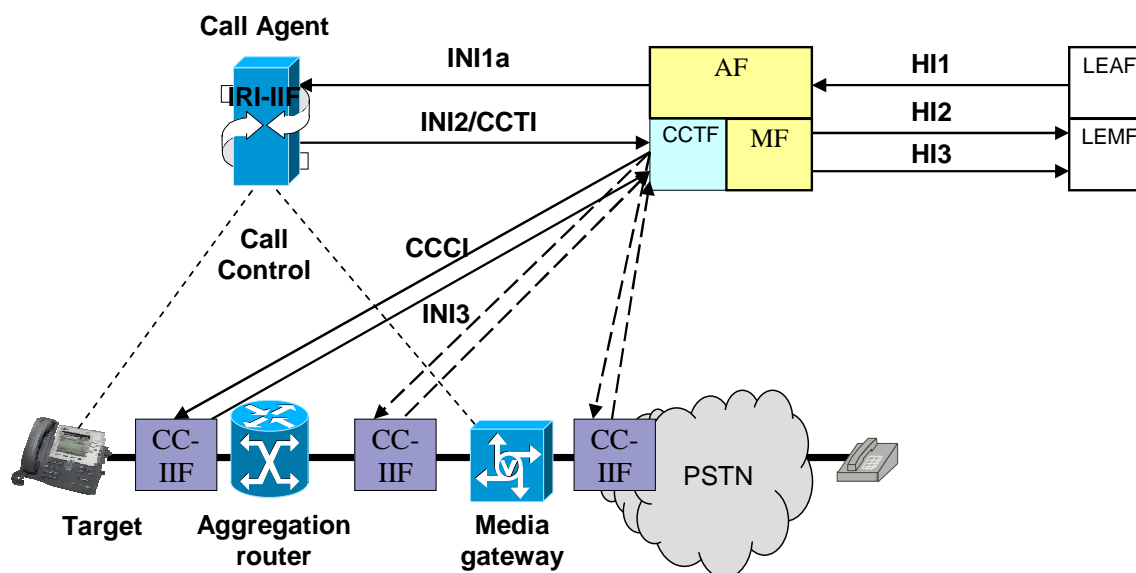 Call Agent
INI1a
AF
HI1
LEAF
IRI-IIF
INI2/CCTI
CCTF
MF
HI2
LEMF
HI3
Call
Control
CCCI
INI3
CC-
IIF
CC-
IIF
V
CC-
IIF
PSTN
Target
Aggregation
router
Media
gateway